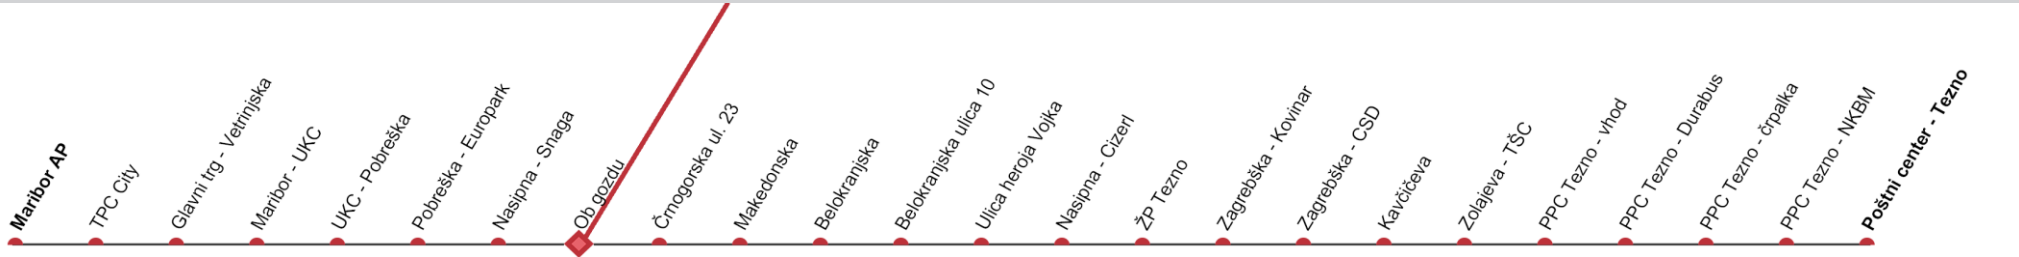 Maribor AP
TPC City
Glavni trg - Vetrinjska
Maribor - UKC
UKC - Pobreška
Pobreška - Europark
Nasipna - Snaga
Ob gozdu
Črnogorska ul. 23
Makedonska
Belokranjska
Belokranjska ulica 10
Ulica heroja Vojka
Nasipna - Cizerl
ŽP Tezno
Zagrebška - Kovinar
Zagrebška - CSD
Kavčičeva
Zolajeva - TŠC
PPC Tezno - vhod
PPC Tezno - Durabus
PPC Tezno - črpalka
PPC Tezno - NKBM
Poštni center - Tezno